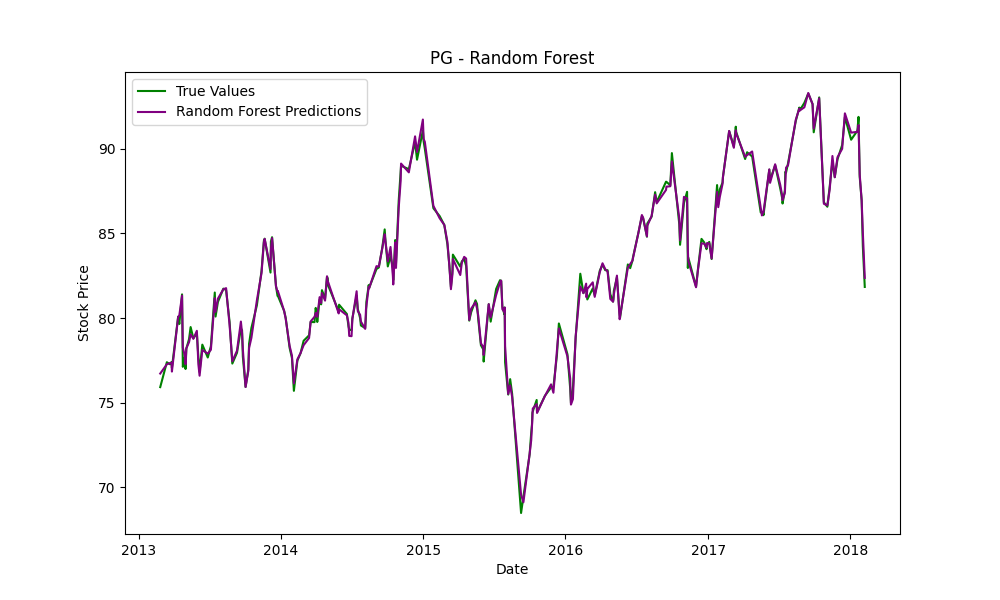 PG - Random Forest
True Values
Random Forest Predictions
Stock Price
90
85
80
75
70
2013 2014 2015 2016 2017 2018
Date